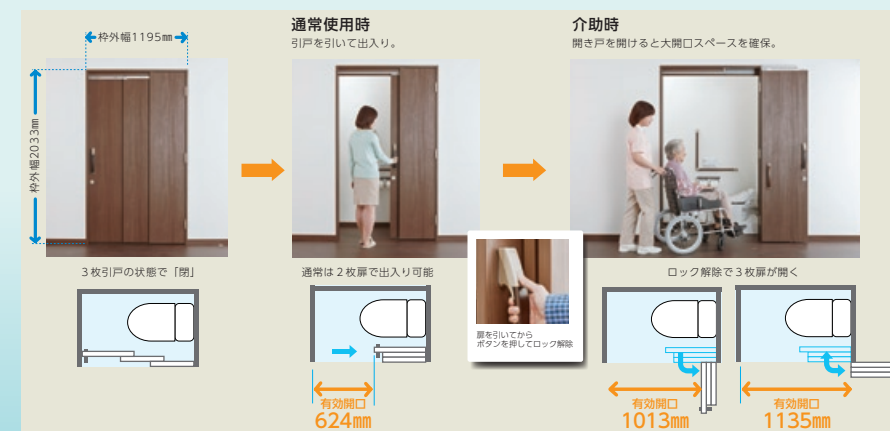 枠外幅1195㎜
枠外幅2033㎜
3枚引戸の状態で「閉」
通常使用時
引戸を引いて出入り。
通常は2枚扉で出入り可能
有効開口
624㎜
扉を引いてから
ボタンを押してロック解除
介助時
開き戸を開けると大開口スペースを確保。
ロック解除で3枚扉が開く
有効開口
1013㎜
有効開口
1135㎜